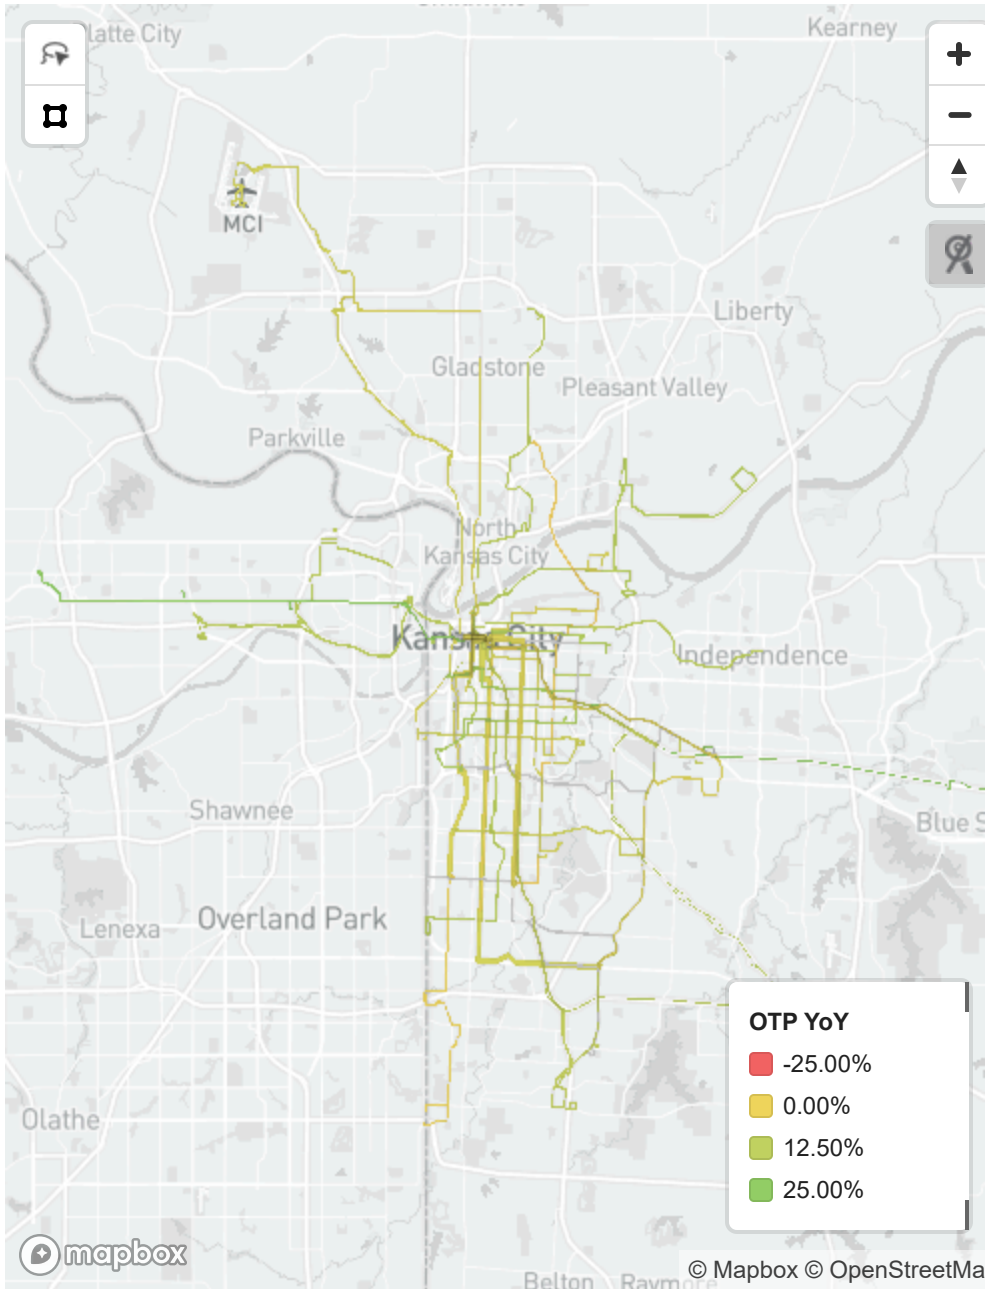 latte City
Kearney
MCI
Liberty
Gladstone
Pleasant Valley
Parkville
North
Kansas City
Kansas City
Independence
Shawnee
Blue S
Overland Park
Lenexa
Olathe
OTP YoY
-25.00%
0.00%
12.50%
25.00%
mapbox
© Mapbox © OpenStreetMa
Belton
Raymore